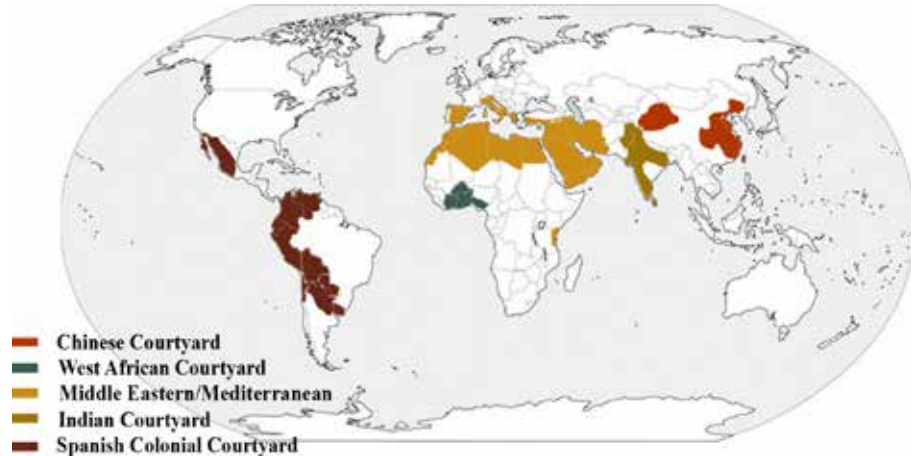 Chinese Courtyard
West African Courtyard
Middle Eastern/Mediterranean
Indian Courtyard
Spanish Colonial Courtyard